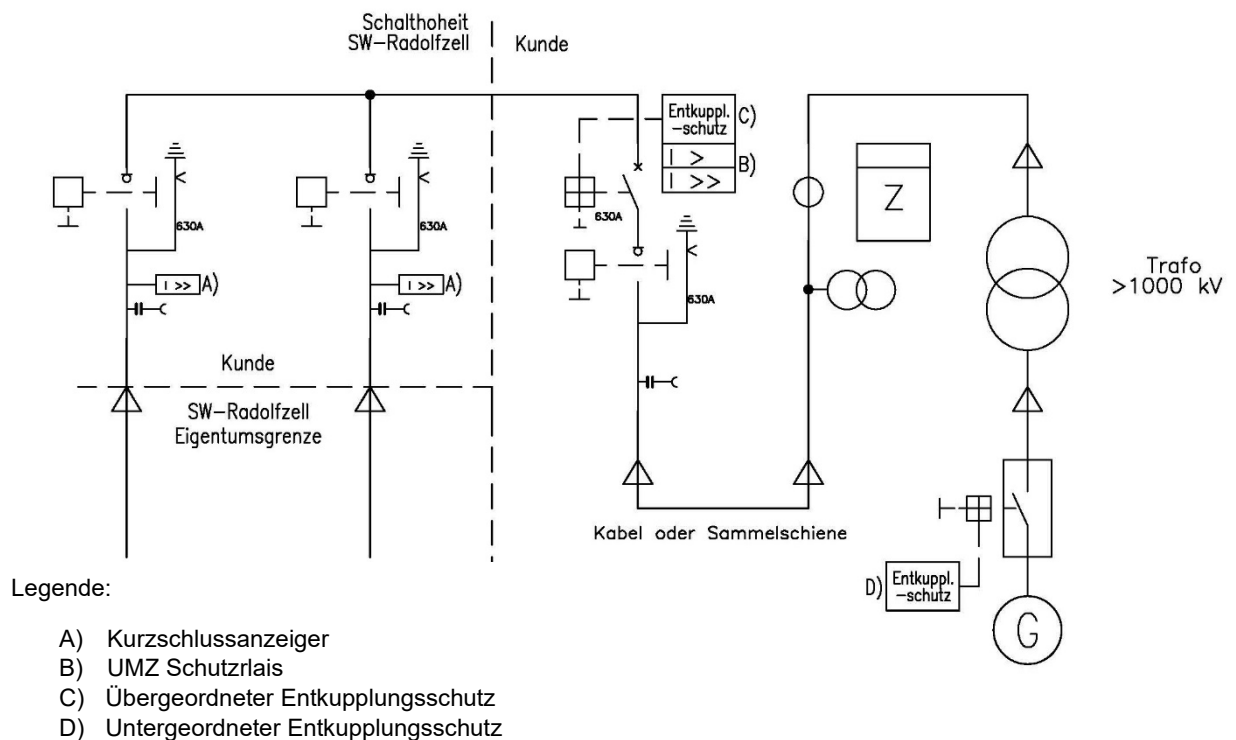 Schalthoheit
SW-Radolfzell
Kunde
Entkuppl.
-schutz
C)
I >
B)
I >>
630A
630A
630A
630A
Z
Trafo
>1000 kV
I >>
A)
I >>
A)
Kunde
SW-Radolfzell
Eigentumsgrenze
Kabel oder Sammelschiene
D)
Entkuppl.
-schutz
G
Legende:
A) Kurzschlussanzeiger
B) UMZ Schutzrlais
C) Übergeordneter Entkupplungsschutz
D) Untergeordneter Entkupplungsschutz